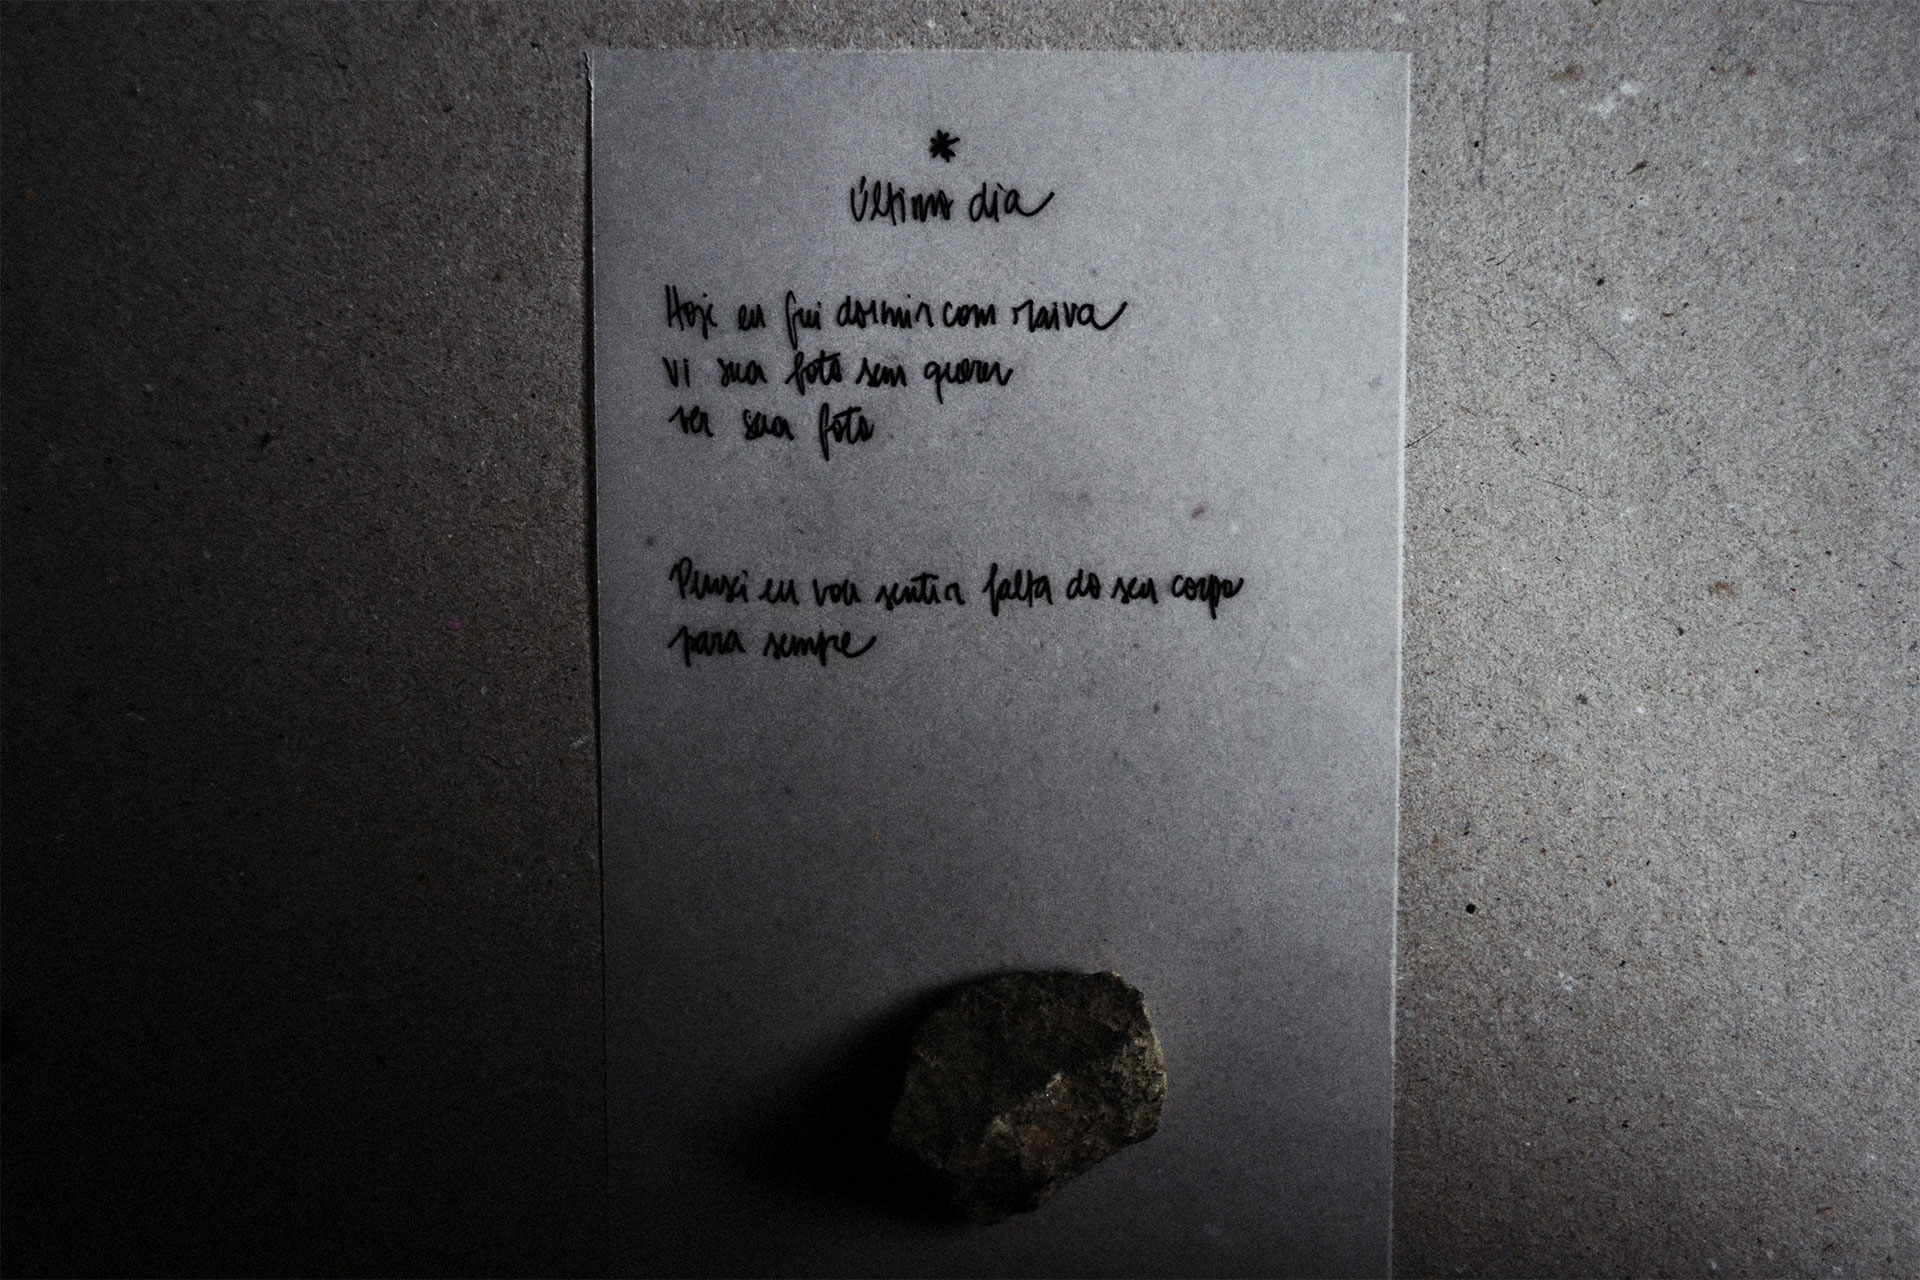 *
Último dia
Hoje eu fui dormir com raiva
vi sua foto sem querer
ver sua foto
Pensei eu vou sentir falta do seu corpo
para sempre